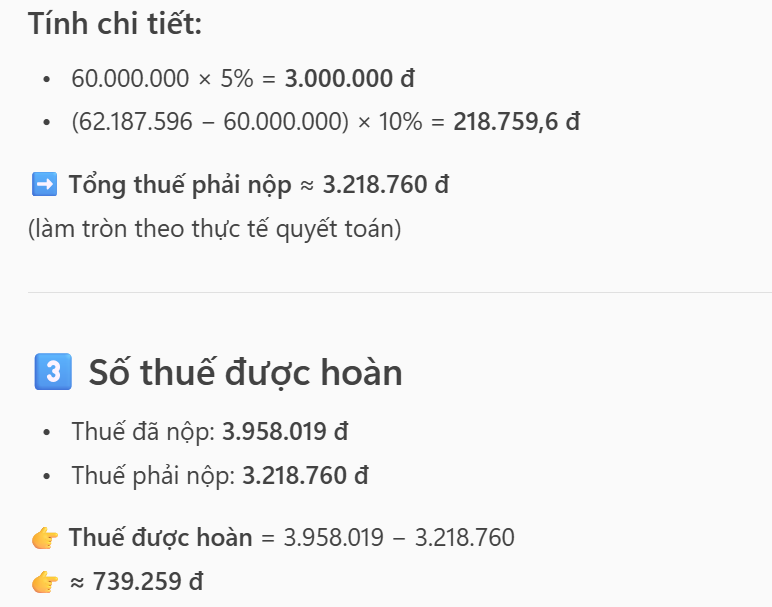 Tính chi tiết:
• 60.000.000 × 5% = 3.000.000 đ
• (62.187.596 – 60.000.000) × 10% = 218.759,6 đ
➡️ Tổng thuế phải nộp ≈ 3.218.760 đ
(làm tròn theo thực tế quyết toán)
3️⃣ Số thuế được hoàn
• Thuế đã nộp: 3.958.019 đ
• Thuế phải nộp: 3.218.760 đ
👉 Thuế được hoàn = 3.958.019 – 3.218.760
👉 ≈ 739.259 đ